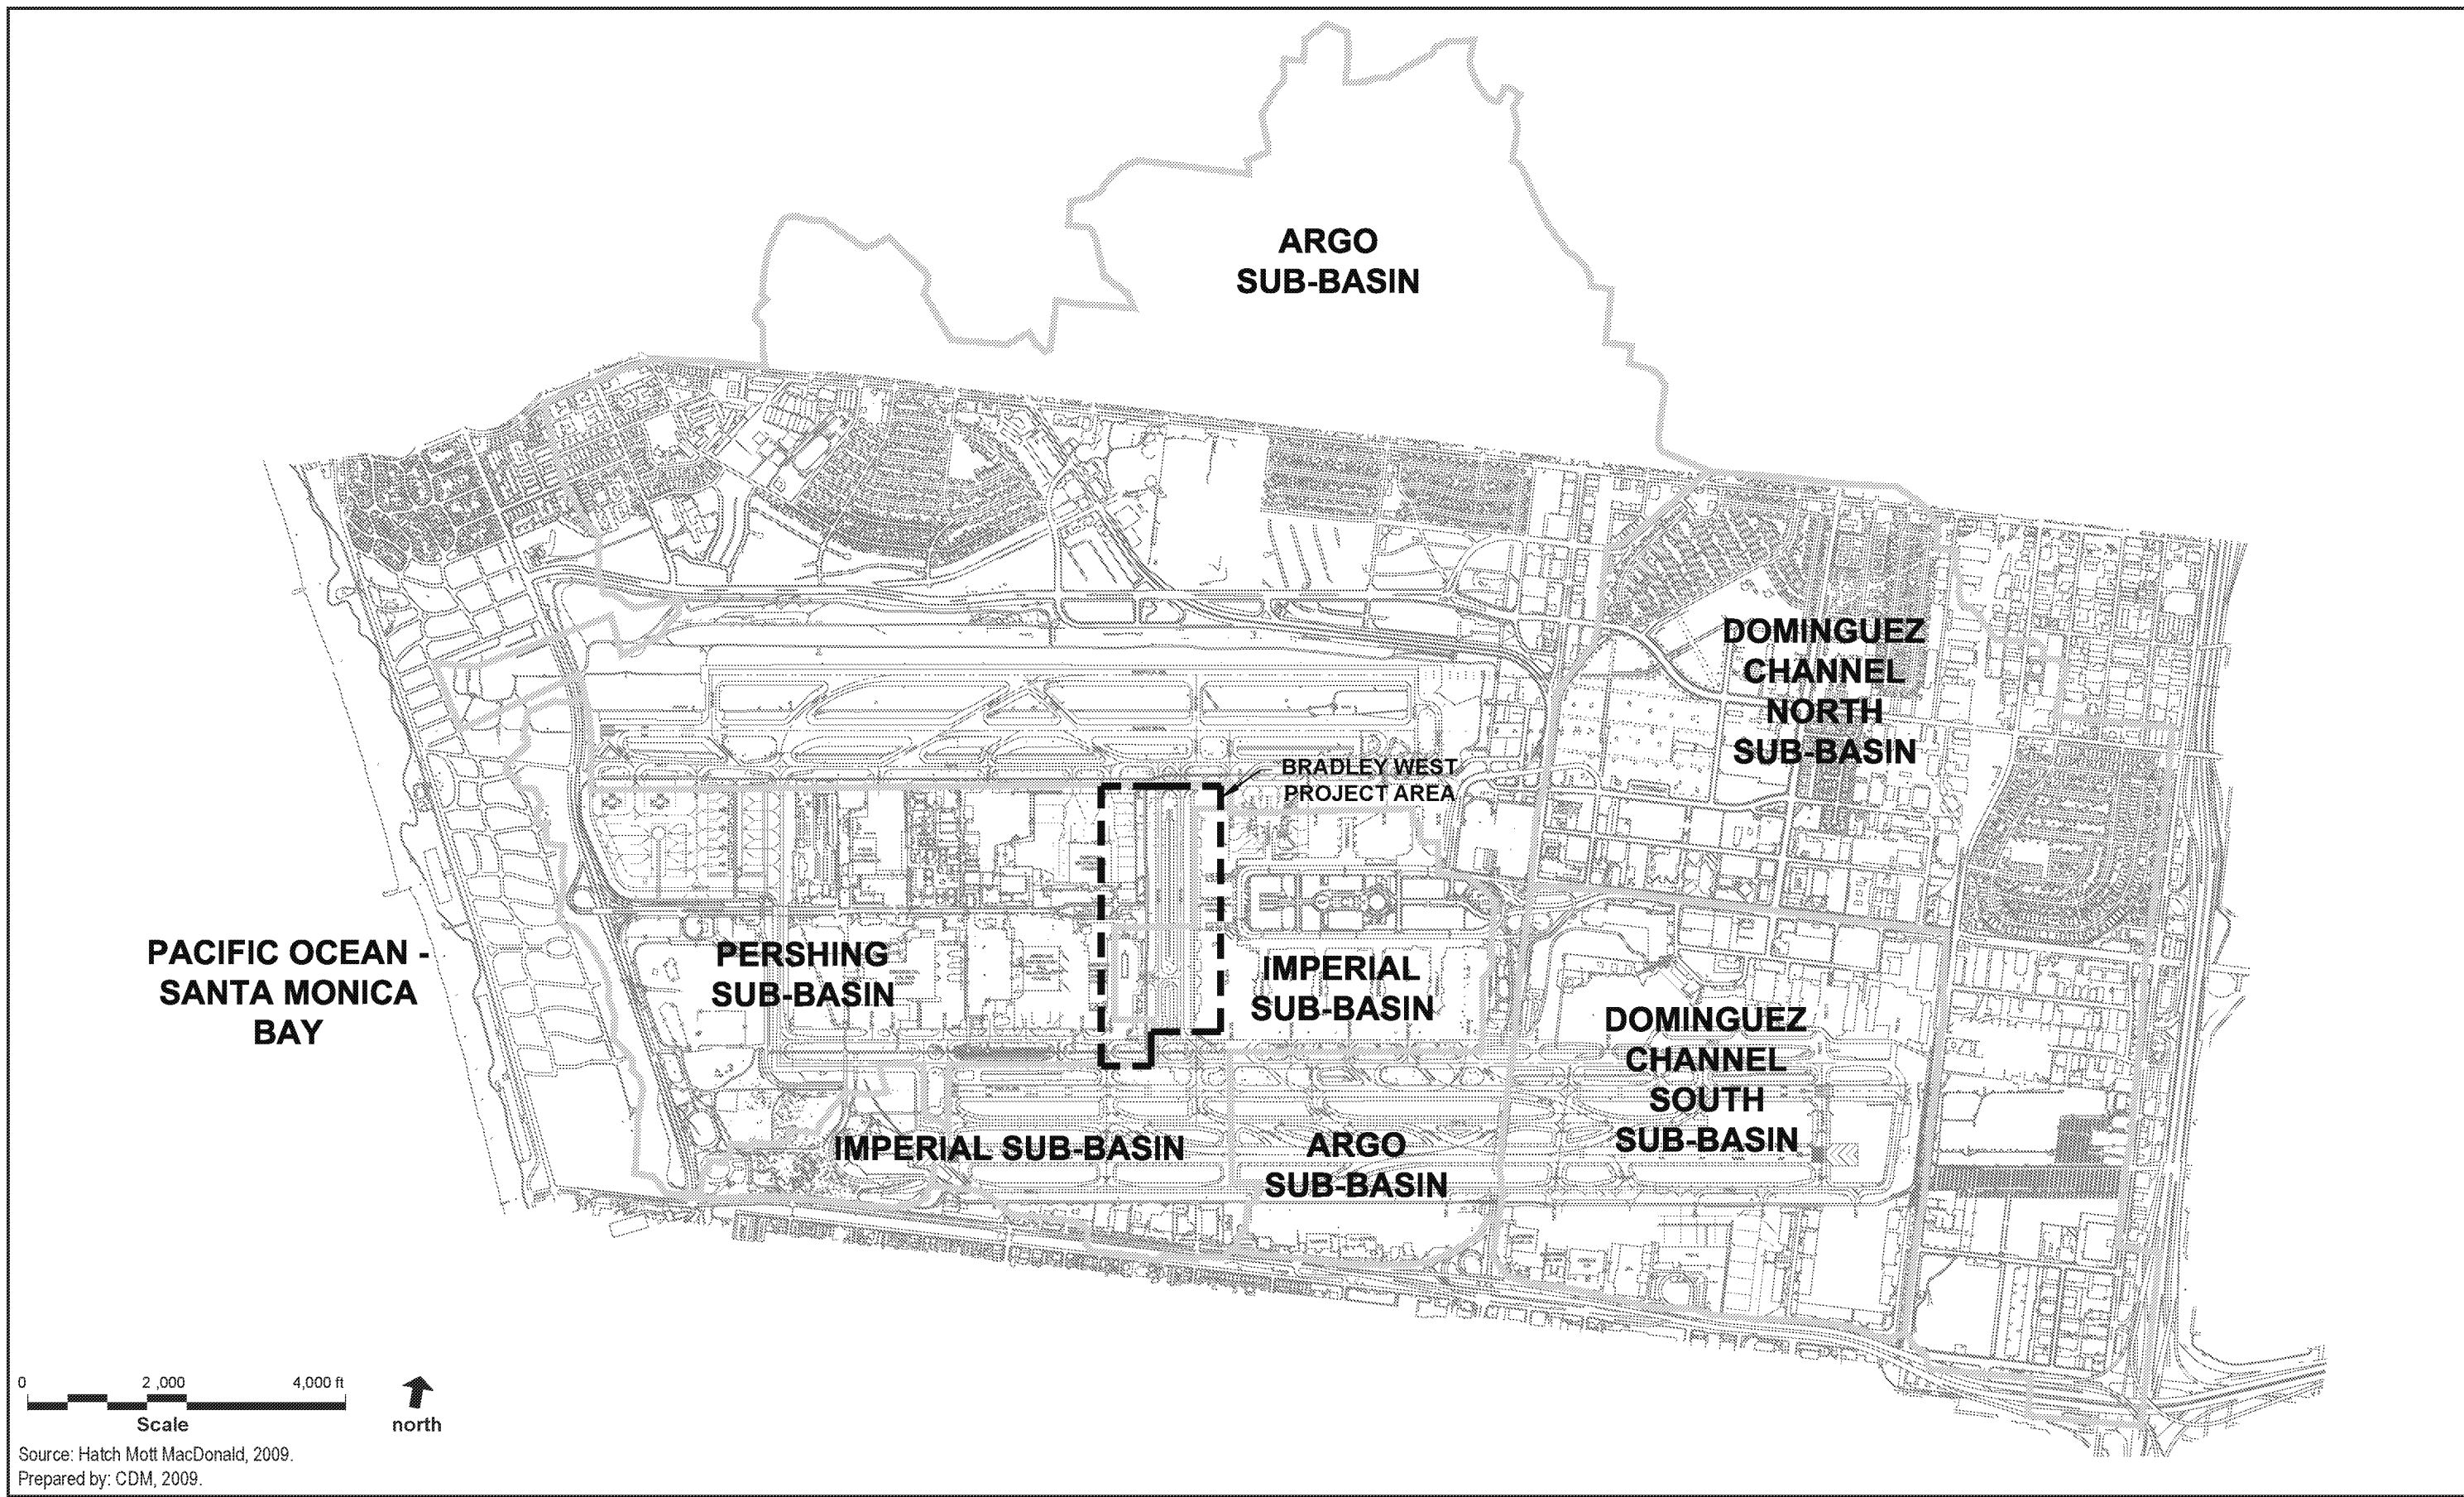 ARGO
SUB-BASIN
DOMINGUEZ
CHANNEL
NORTH
SUB-BASIN
BRADLEY WEST
PROJECT AREA
PACIFIC OCEAN -
SANTA MONICA
BAY
PERSHING
SUB-BASIN
IMPERIAL
SUB-BASIN
DOMINGUEZ
CHANNEL
SOUTH
SUB-BASIN
IMPERIAL SUB-BASIN
ARGO
SUB-BASIN
0 2 ,000 4,000 ft
Scale
north
Source: Hatch Mott MacDonald, 2009.
Prepared by: CDM, 2009.